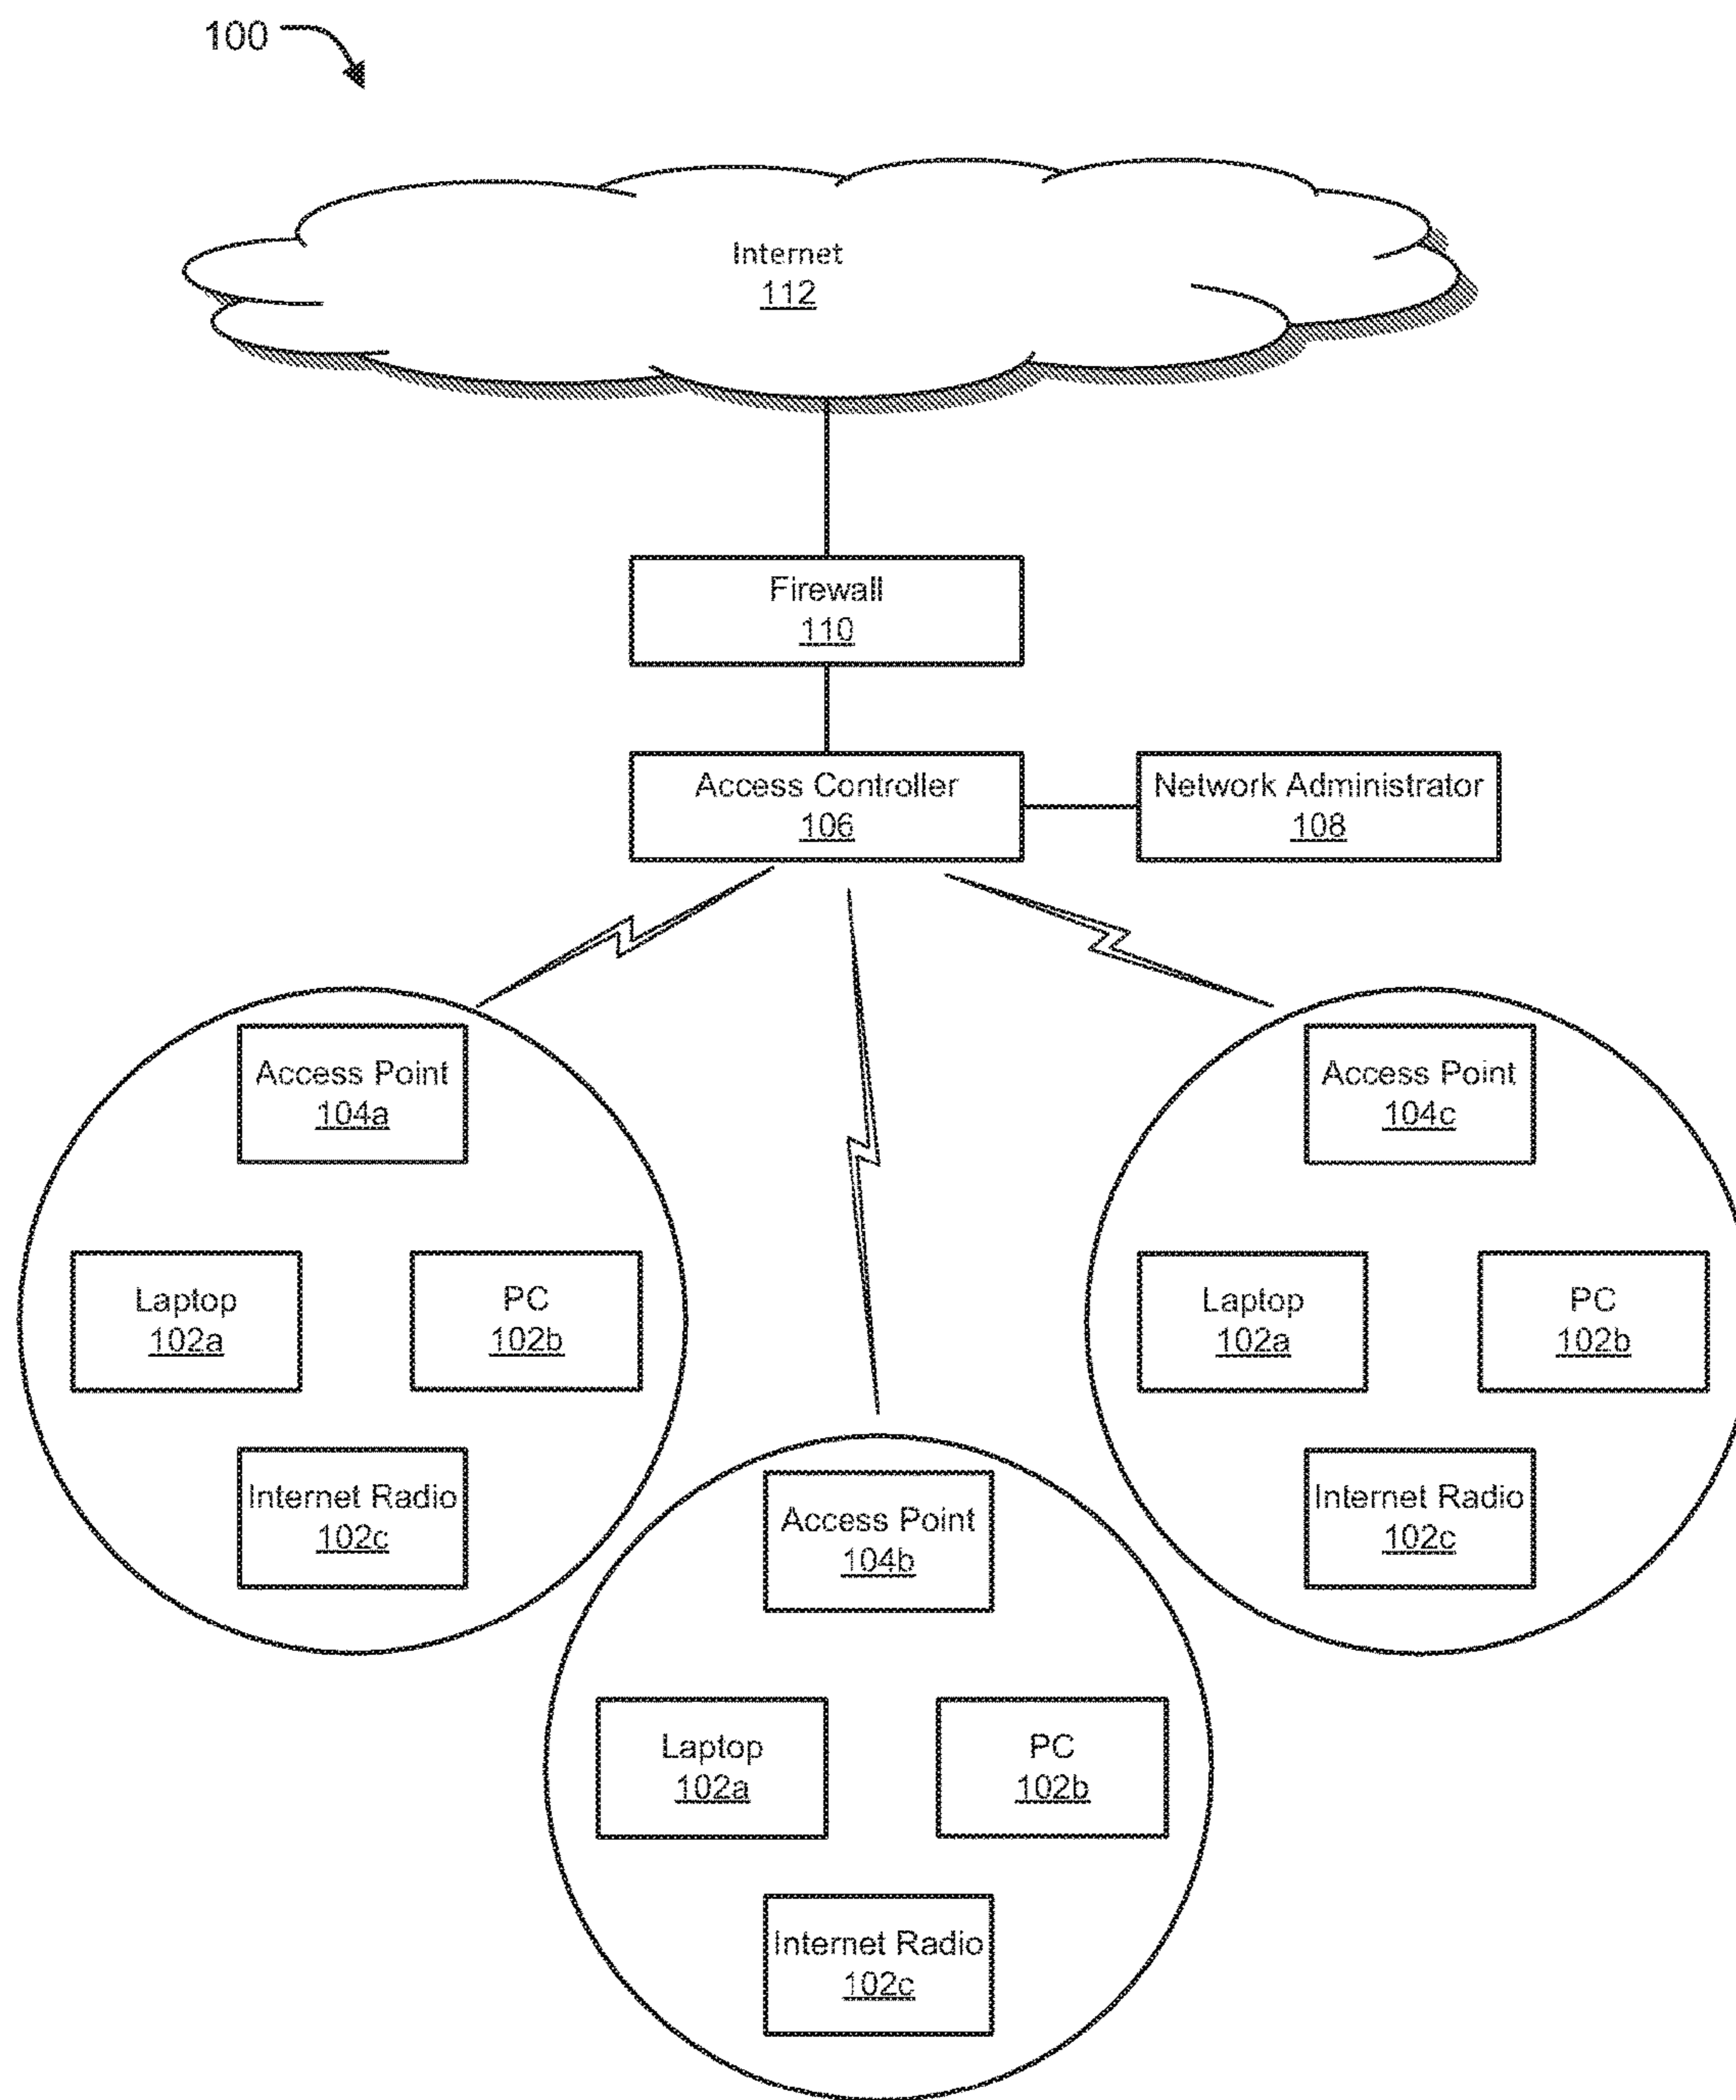 100
Internet
112
Firewall
110
Access Controller
106
Network Administrator
108
Access Point
104a
Laptop
102a
PC
102b
Internet Radio
102c
Access Point
104b
Laptop
102a
PC
102b
Internet Radio
102c
Access Point
104c
Laptop
102a
PC
102b
Internet Radio
102c